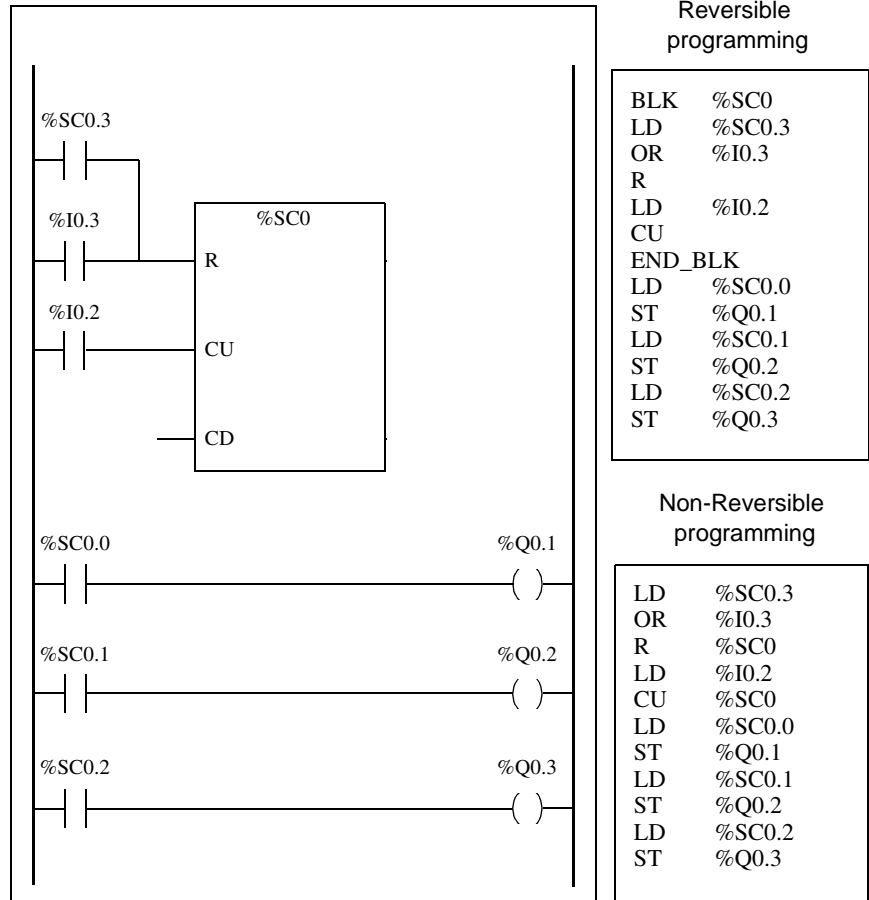 %SC0.3
%I0.3
%I0.2
%SC0
R
CU
CD
%SC0.0 %Q0.1
%SC0.1 %Q0.2
%SC0.2 %Q0.3
Reversible
programming
BLK %SC0
LD %SC0.3
OR %I0.3
R
LD %I0.2
CU
END_BLK
LD %SC0.0
ST %Q0.1
LD %SC0.1
ST %Q0.2
LD %SC0.2
ST %Q0.3
Non-Reversible
programming
LD %SC0.3
OR %I0.3
R %SC0
LD %I0.2
CU %SC0
LD %SC0.0
ST %Q0.1
LD %SC0.1
ST %Q0.2
LD %SC0.2
ST %Q0.3